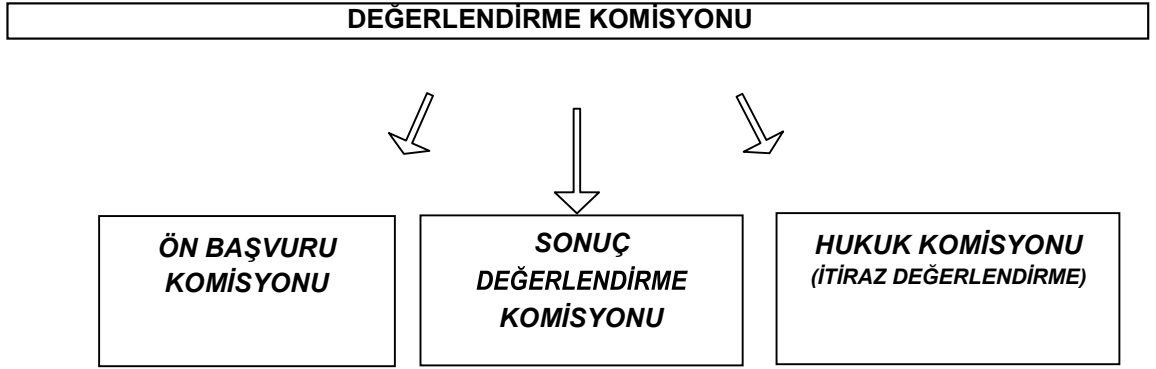 DEĞERLENDİRME KOMİSYONU
ÖN BAŞVURU
KOMİSYONU
SONUÇ
DEĞERLENDİRME
KOMİSYONU
HUKUK KOMİSYONU
(İTİRAZ DEĞERLENDİRME)